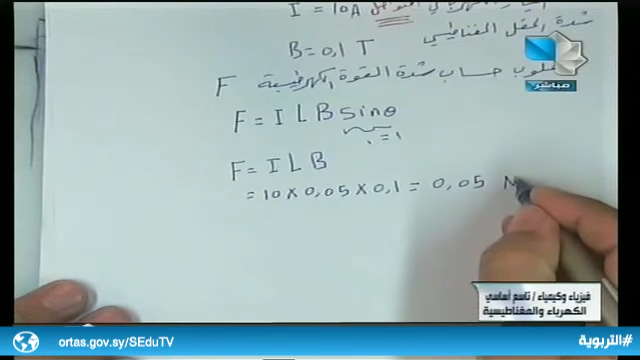 I = 10A
شدة الحقل المغناطيسي
B = 0,1 T
حساب شدة القوة الكهرطيسية F
F = I L B sinθ
= 1
F = I L B
= 10 × 0,05 × 0,1 = 0,05 N
مباشر
فيزياء وكيمياء / تاسع أساسي
الكهرباء والمغناطيسية
ortas.gov.sy/SEduTV
#التربوية